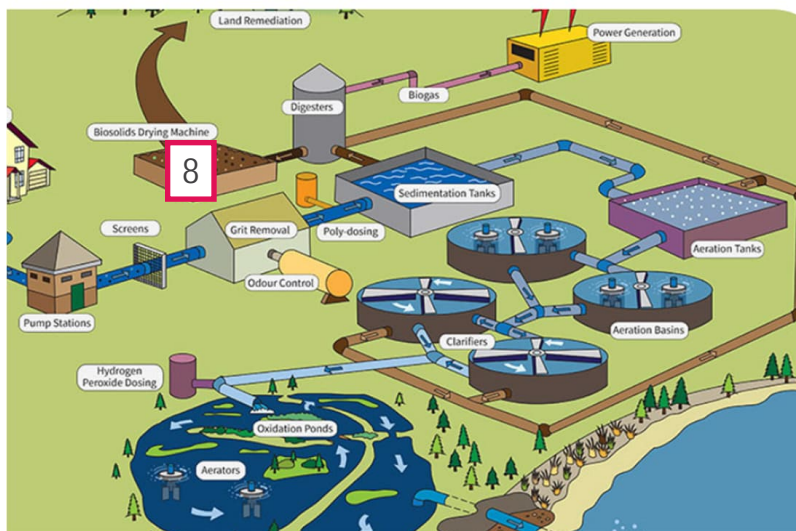 Land Remediation
Power Generation
Digesters
Biogas
Biosolids Drying Machine
8
Sedimentation Tanks
Screens
Grit Removal
Poly-dosing
Aeration Tanks
Odour Control
Pump Stations
Aeration Basins
Clarifiers
Hydrogen
Peroxide Dosing
Oxidation Ponds
Aerators